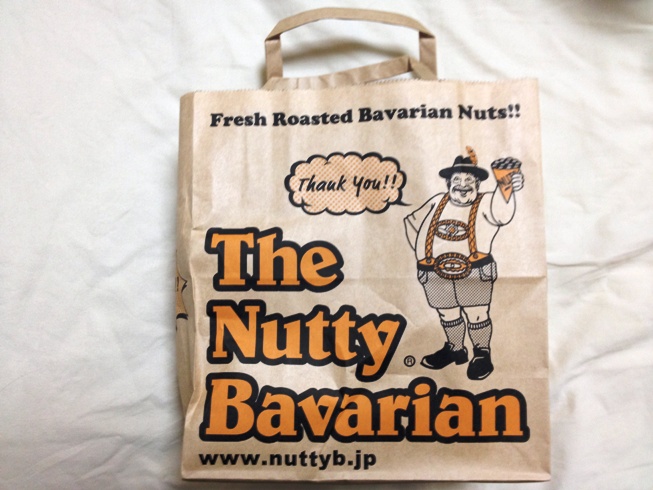 Fresh Roasted Bavarian Nuts!!
Thank You!!
The
Nutty
®
Bavarian
www.nuttyb.jp